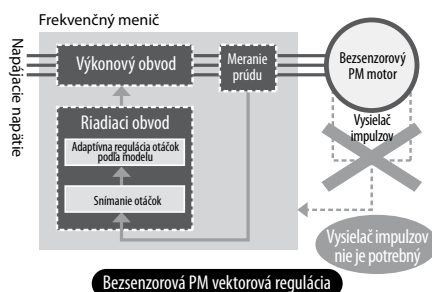 Frekvenčný menič
Napájacie napätie
Výkonový obvod
Meranie
prúdu
Bezsenzorový
PM motor
Riadiaci obvod
Adaptívna regulácia otáčok
podľa modelu
Snímanie otáčok
Vysielač
impulzov
Vysielač impulzov
nie je potrebný
Bezsenzorová PM vektorová regulácia